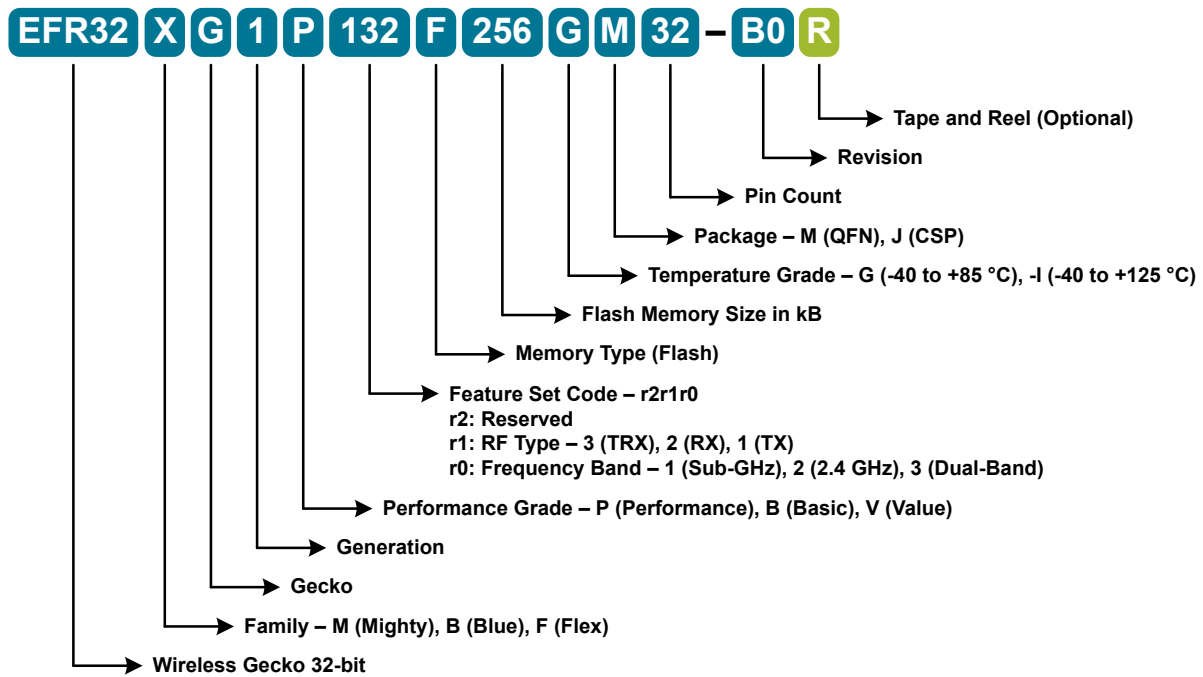 EFR32 X G 1 P 132 F 256 G M 32 – B0 R
Tape and Reel (Optional)
Revision
Pin Count
Package – M (QFN), J (CSP)
Temperature Grade – G (-40 to +85 °C), -I (-40 to +125 °C)
Flash Memory Size in kB
Memory Type (Flash)
Feature Set Code – r2r1r0
r2: Reserved
r1: RF Type – 3 (TRX), 2 (RX), 1 (TX)
r0: Frequency Band – 1 (Sub-GHz), 2 (2.4 GHz), 3 (Dual-Band)
Performance Grade – P (Performance), B (Basic), V (Value)
Generation
Gecko
Family – M (Mighty), B (Blue), F (Flex)
Wireless Gecko 32-bit